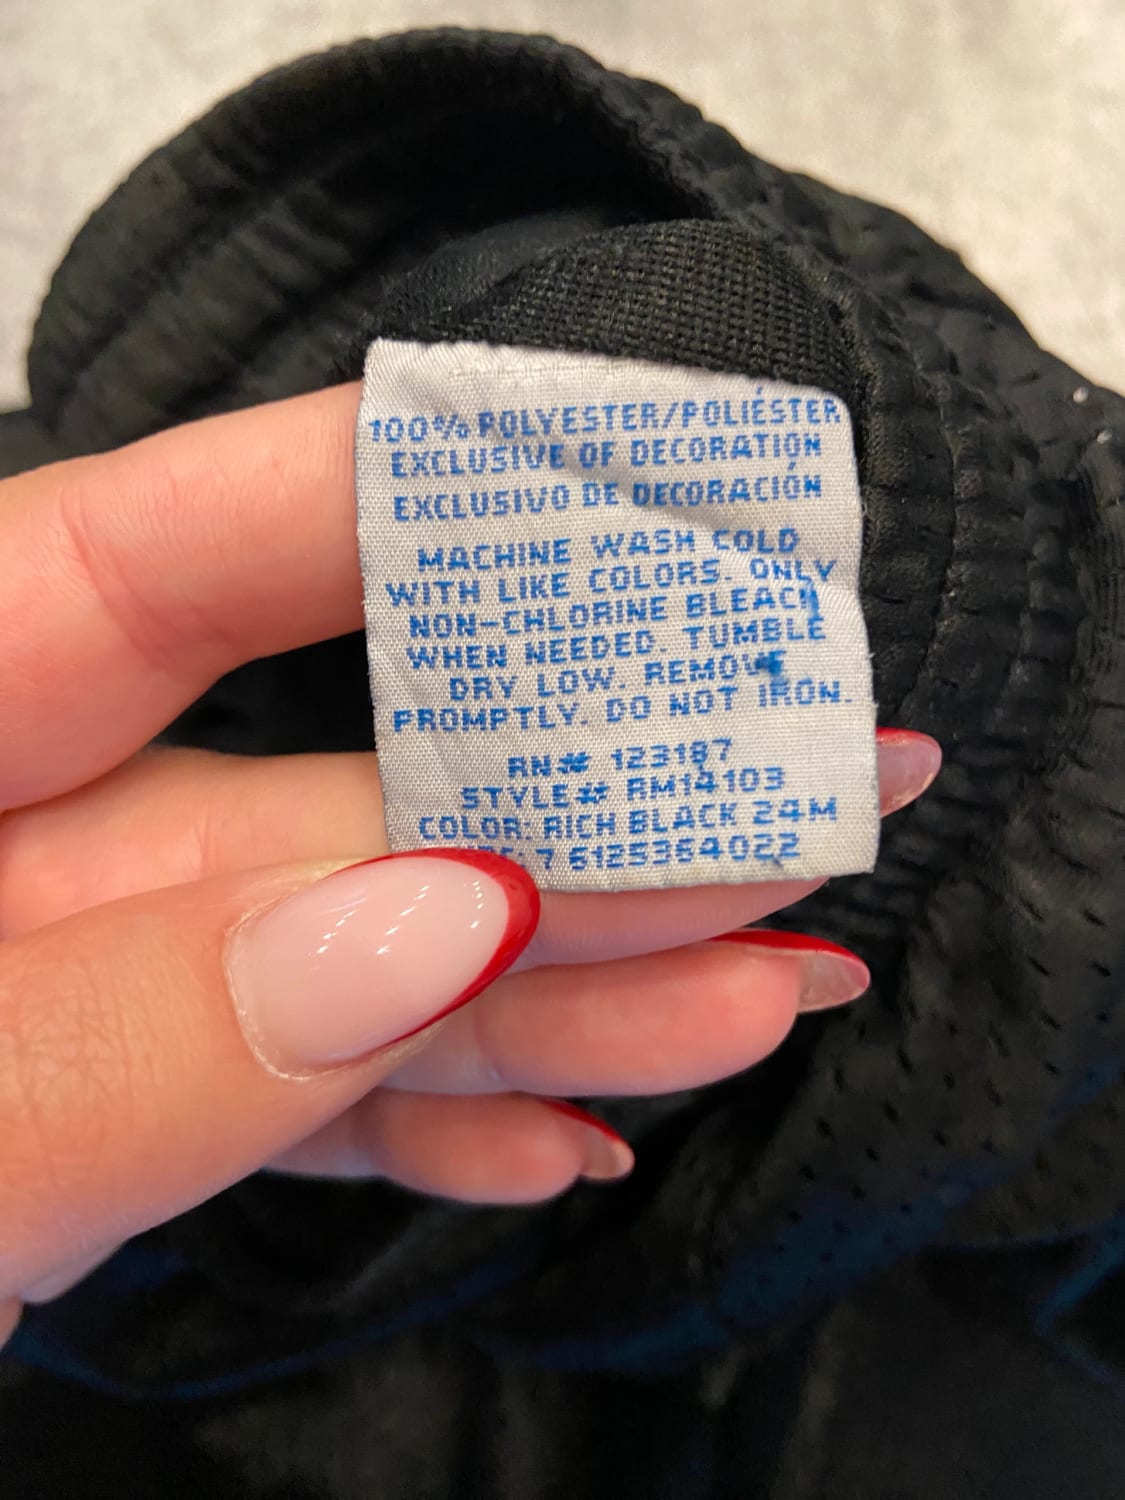 100% POLYESTER/POLIÉSTER
EXCLUSIVE OF DECORATION
EXCLUSIVO DE DECORACIÓN
MACHINE WASH COLD
WITH LIKE COLORS. ONLY
NON-CHLORINE BLEACH
WHEN NEEDED. TUMBLE
DRY LOW. REMOVE
PROMPTLY. DO NOT IRON.
RN# 123187
STYLE# RM14103
COLOR: RICH BLACK 24M
7 6125364022